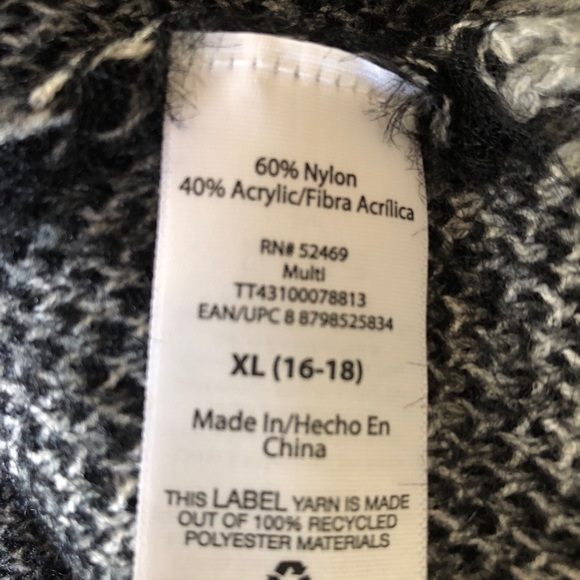 60% Nylon
40% Acrylic/Fibra Acrílica
RN# 52469
Multi
TT43100078813
EAN/UPC 8 8798525834
XL (16-18)
Made In/Hecho En
China
THIS LABEL YARN IS MADE
OUT OF 100% RECYCLED
POLYESTER MATERIALS